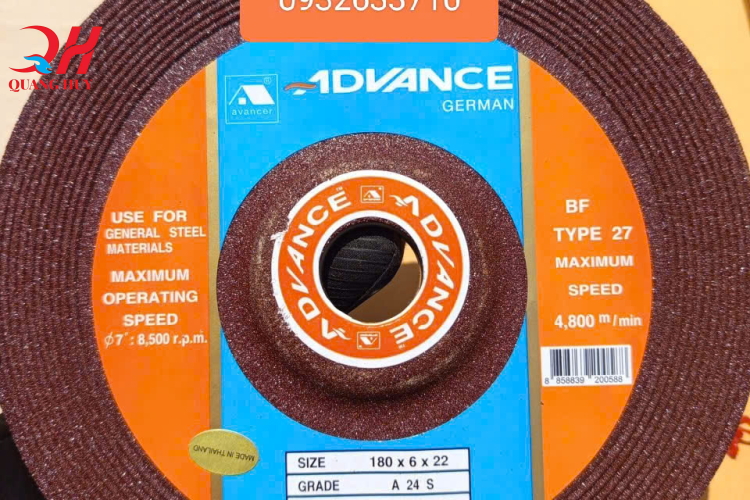 0932633710
QUANG HUY
avancer
ADVANCE
GERMAN
USE FOR
GENERAL STEEL
MATERIALS
MAXIMUM
OPERATING
SPEED
φ7": 8,500 r.p.m.
ADVANCE
ADVANCE
BF
TYPE 27
MAXIMUM
SPEED
4,800 m/min
8 858839 200588
MADE IN THAILAND
SIZE 180 x 6 x 22
GRADE A 24 S